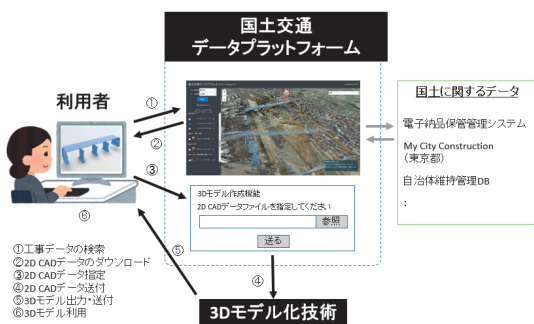 国土交通
データプラットフォーム
利用者
①
②
③
⑥
3Dモデル作成機能
2D CADデータファイルを指定してください
参照
送る
国土に関するデータ
電子納品保管管理システム
My City Construction
（東京都）
自治体維持管理DB
：
①工事データの検索
②2D CADデータのダウンロード
③2D CADデータ指定
④2D CADデータ送付
⑤3Dモデル出力・送付
⑥3Dモデル利用
⑤
④
3Dモデル化技術